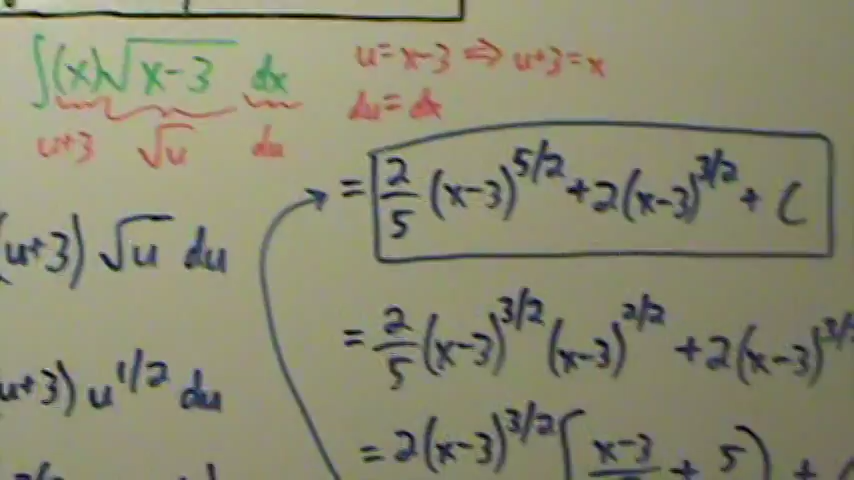 ∫(x)√(x-3) dx
u+3 √u du
u=x-3 ⇒ u+3=x
du=dx
(u+3) √u du
u+3) u^1/2 du
= 2/5 (x-3)^5/2 + 2(x-3)^3/2 + C
= 2/5 (x-3)^3/2 (x-3)^2/2 + 2(x-3)^3/
= 2(x-3)^3/2 ( x-3/ + 5 ) +